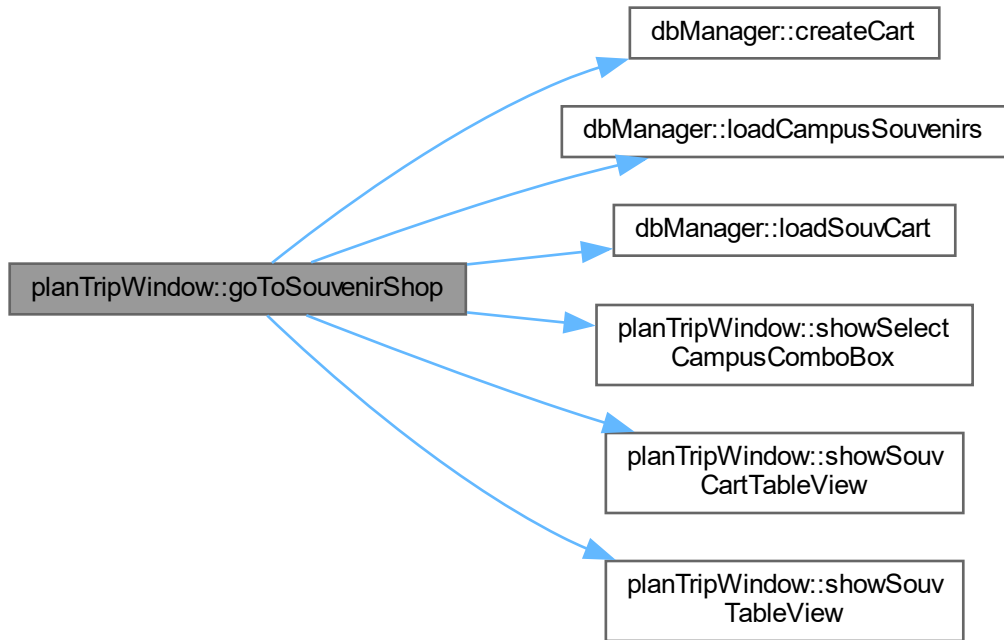 dbManager::createCart
dbManager::loadCampusSouvenirs
dbManager::loadSouvCart
planTripWindow::goToSouvenirShop
planTripWindow::showSelect
CampusComboBox
planTripWindow::showSouv
CartTableView
planTripWindow::showSouv
TableView